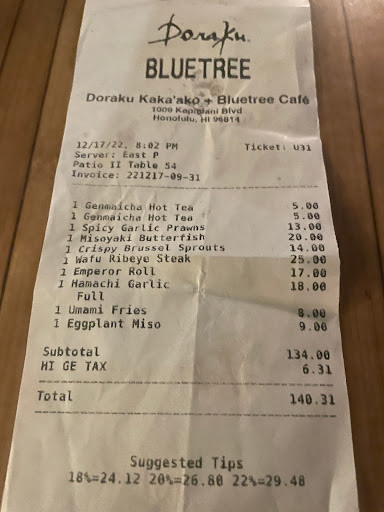 Doraku
BLUETREE
Doraku Kaka'ako + Bluetree Café
1009 Kapiolani Blvd
Honolulu, HI 96814
12/17/22, 8:02 PM Ticket: U31
Server: East P
Patio II Table 54
Invoice: 221217-09-31
1 Genmaicha Hot Tea 5.00
1 Genmaicha Hot Tea 5.00
1 Spicy Garlic Prawns 13.00
1 Misoyaki Butterfish 20.00
1 Crispy Brussel Sprouts 14.00
1 Wafu Ribeye Steak 25.00
1 Emperor Roll 17.00
1 Hamachi Garlic 18.00
Full
1 Umami Fries 8.00
1 Eggplant Miso 9.00
Subtotal 134.00
HI GE TAX 6.31
Total 140.31
Suggested Tips
18%=24.12 20%=26.80 22%=29.48